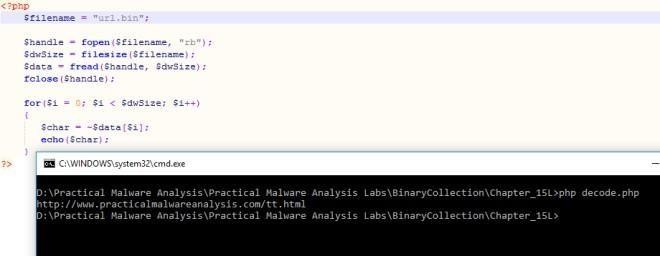 <?php
$filename = "url.bin";
$handle = fopen($filename, "rb");
$dwSize = filesize($filename);
$data = fread($handle, $dwSize);
fclose($handle);
for($i = 0; $i < $dwSize; $i++)
{
$char = ~$data[$i];
echo($char);
}
?>
C:\WINDOWS\system32\cmd.exe
D:\Practical Malware Analysis\Practical Malware Analysis Labs\BinaryCollection\Chapter_15L>php decode.php
http://www.practicalmalwareanalysis.com/tt.html
D:\Practical Malware Analysis\Practical Malware Analysis Labs\BinaryCollection\Chapter_15L>